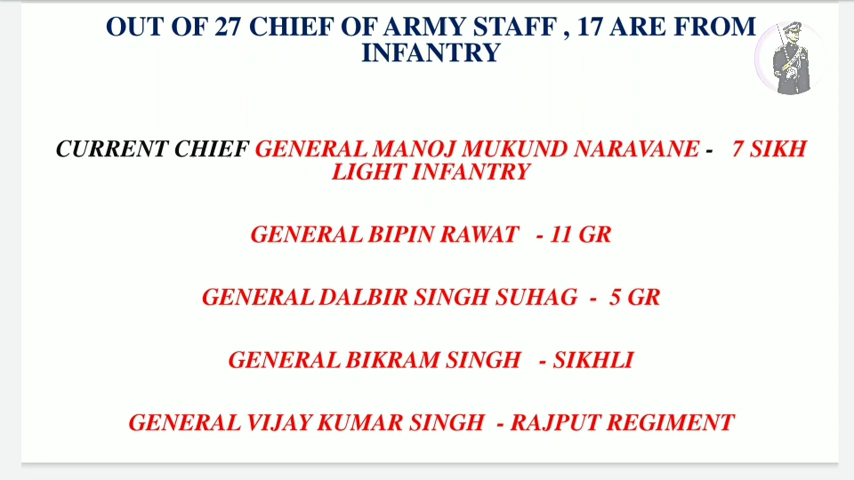 OUT OF 27 CHIEF OF ARMY STAFF , 17 ARE FROM
INFANTRY
CURRENT CHIEF GENERAL MANOJ MUKUND NARAVANE - 7 SIKH
LIGHT INFANTRY
GENERAL BIPIN RAWAT - 11 GR
GENERAL DALBIR SINGH SUHAG - 5 GR
GENERAL BIKRAM SINGH - SIKHLI
GENERAL VIJAY KUMAR SINGH - RAJPUT REGIMENT